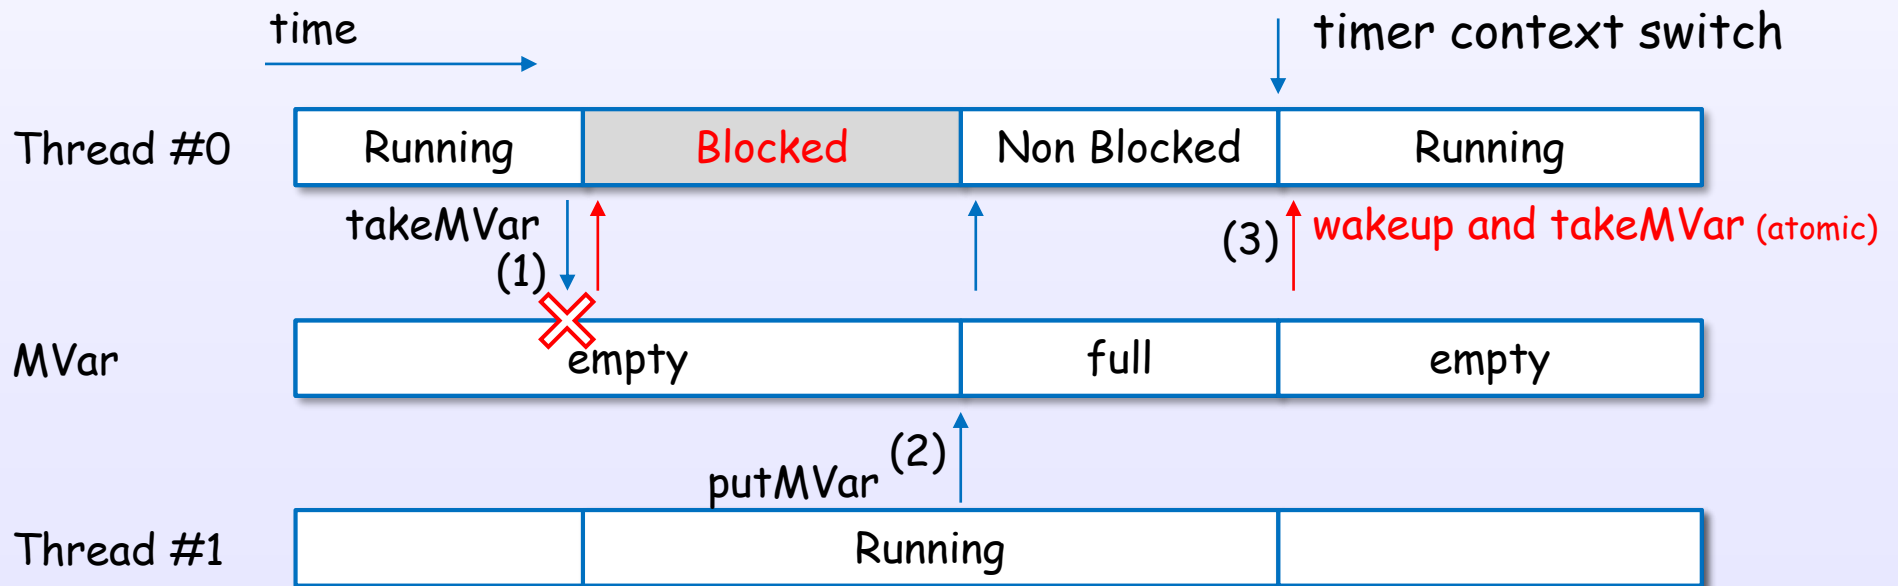 time
timer context switch
Thread #0
Running
Blocked
Non Blocked
Running
takeMVar
(1)
(3)
wakeup and takeMVar (atomic)
MVar
empty
full
empty
(2)
putMVar
Thread #1
Running